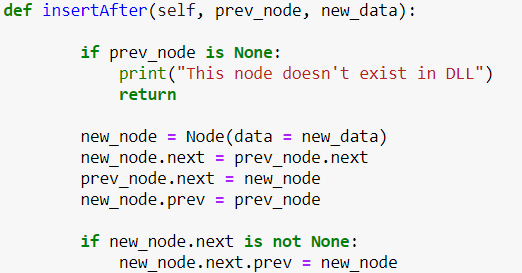 def insertAfter(self, prev_node, new_data):
if prev_node is None:
print("This node doesn't exist in DLL")
return
new_node = Node(data = new_data)
new_node.next = prev_node.next
prev_node.next = new_node
new_node.prev = prev_node
if new_node.next is not None:
new_node.next.prev = new_node